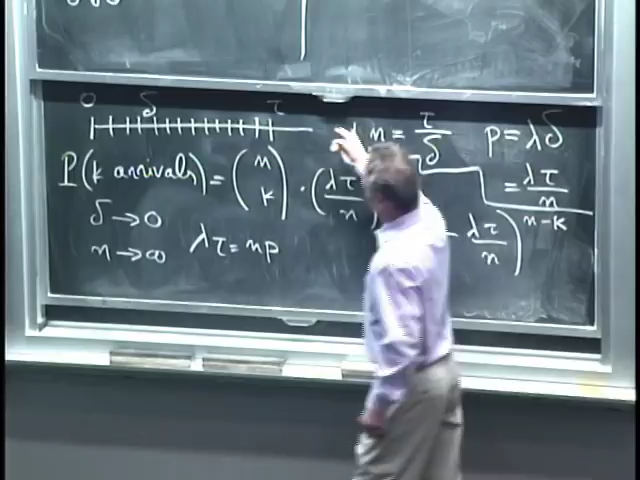 0 δ τ
n = τ/δ p = λδ
= λτ/n
P(k arrivals) = (n k) · (λτ/n) - λτ/n)^{n-k}
δ → 0
n → ∞ λτ = np